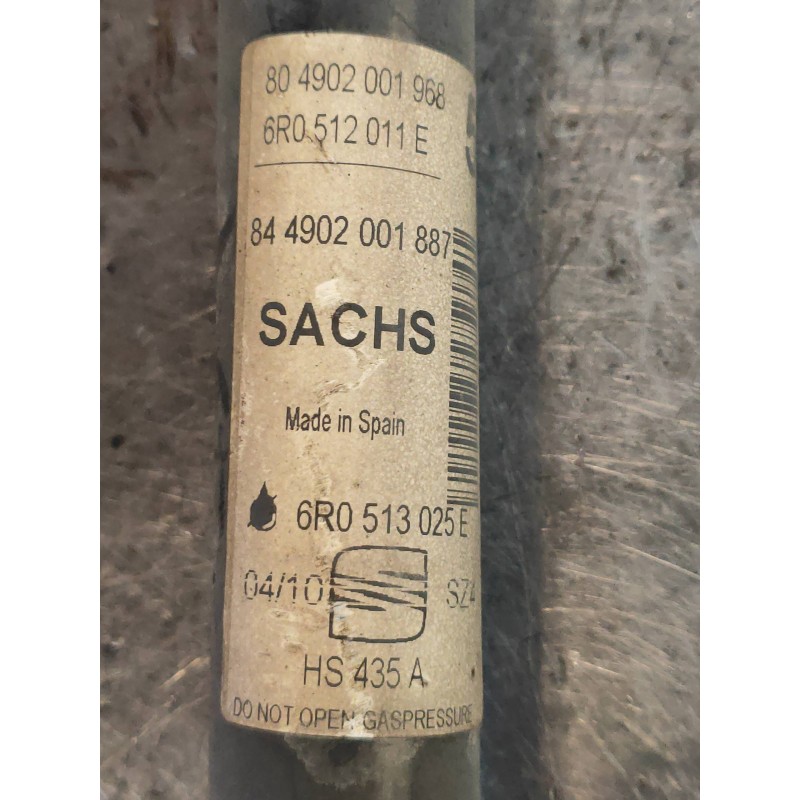 80 4902 001 968
6R0 512 011 E
84 4902 001 887
SACHS
Made in Spain
6R0 513 025 E
04/10
HS 435 A
DO NOT OPEN GASPRESSURE